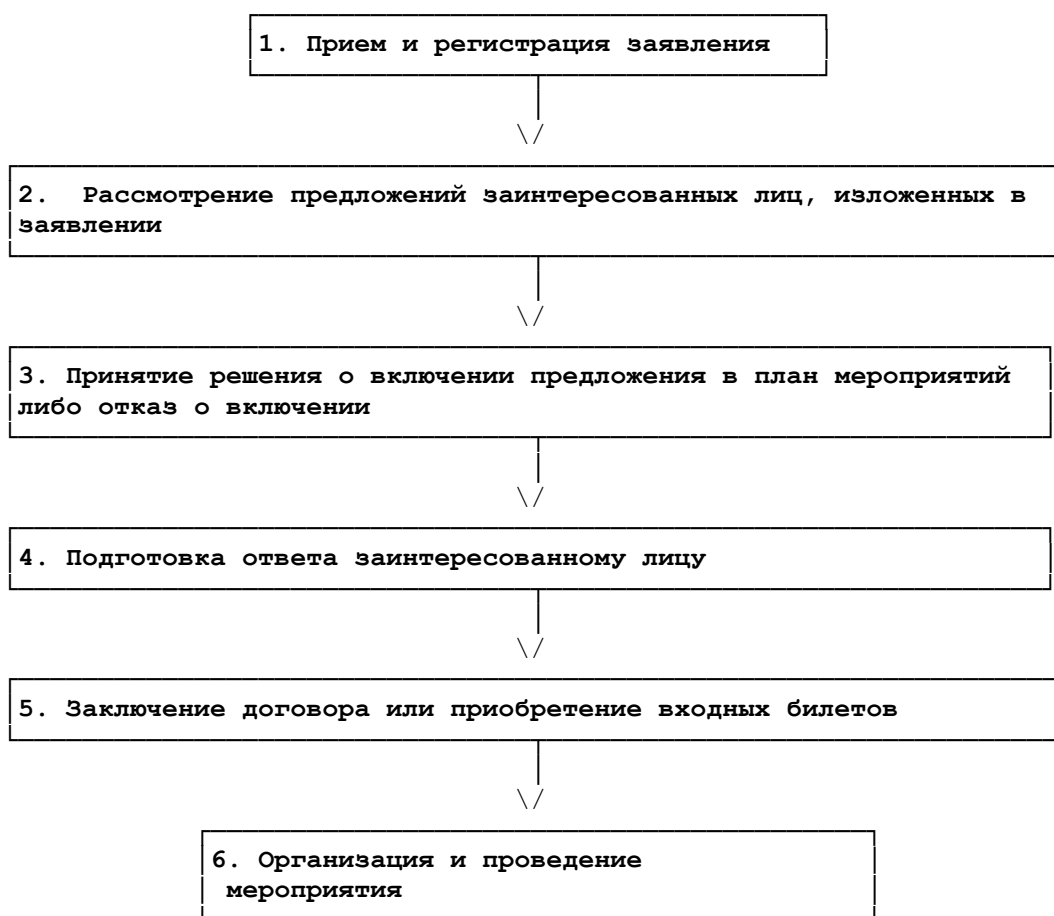 1. Прием и регистрация заявления
2. Рассмотрение предложений заинтересованных лиц, изложенных в
заявлении
3. Принятие решения о включении предложения в план мероприятий
либо отказ о включении
4. Подготовка ответа заинтересованному лицу
5. Заключение договора или приобретение входных билетов
6. Организация и проведение
мероприятия